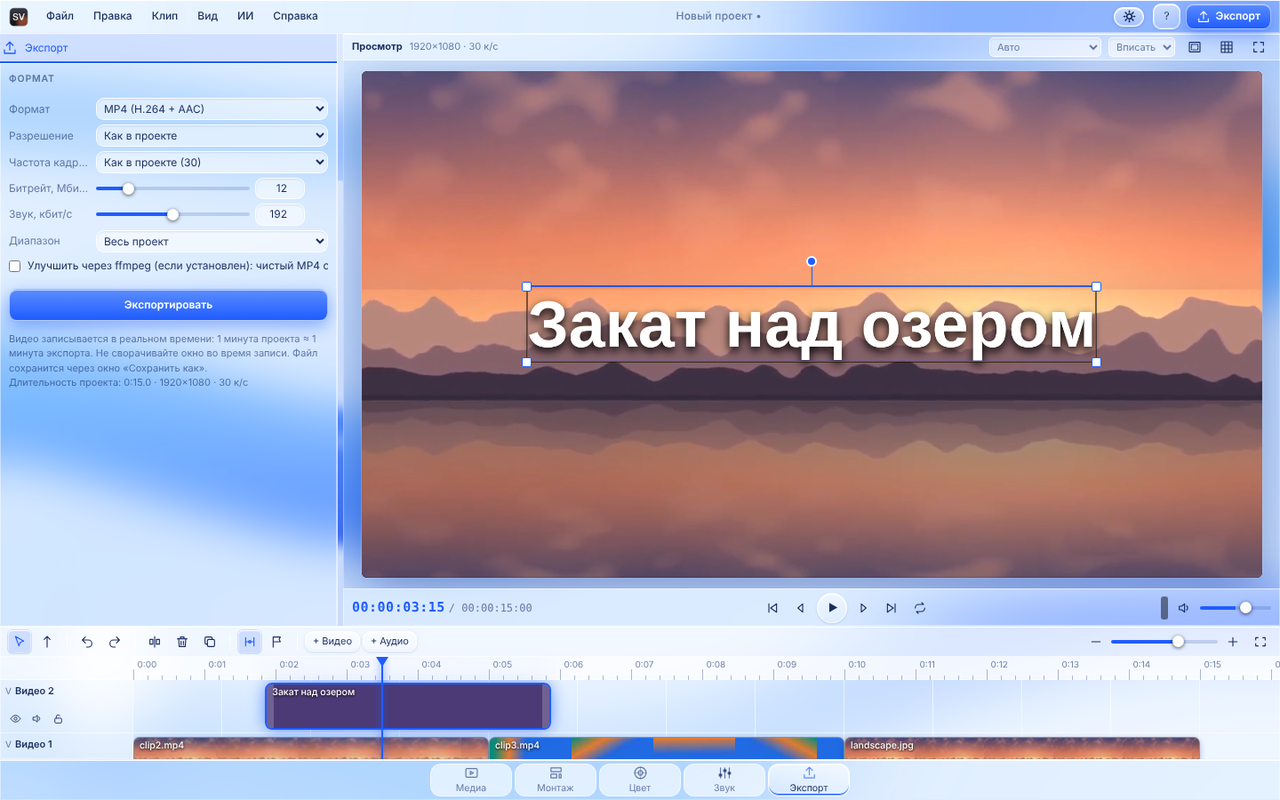 SV Файл Правка Клип Вид ИИ Справка Новый проект • ? Экспорт
Экспорт
Просмотр 1920×1080 · 30 к/с Авто Вписать
ФОРМАТ
Формат MP4 (H.264 + AAC)
Разрешение Как в проекте
Частота кадр... Как в проекте (30)
Битрейт, Мби... 12
Звук, кбит/с 192
Диапазон Весь проект
Улучшить через ffmpeg (если установлен): чистый MP4 с
Экспортировать
Видео записывается в реальном времени: 1 минута проекта ≈ 1
минута экспорта. Не сворачивайте окно во время записи. Файл
сохранится через окно «Сохранить как».
Длительность проекта: 0:15.0 · 1920×1080 · 30 к/с
Закат над озером
00:00:03:15 / 00:00:15:00
+ Видео + Аудио
0:00 0:01 0:02 0:03 0:04 0:05 0:06 0:07 0:08 0:09 0:10 0:11 0:12 0:13 0:14 0:15
V Видео 2 Закат над озером
V Видео 1 clip2.mp4 clip3.mp4 landscape.jpg
Медиа Монтаж Цвет Звук Экспорт